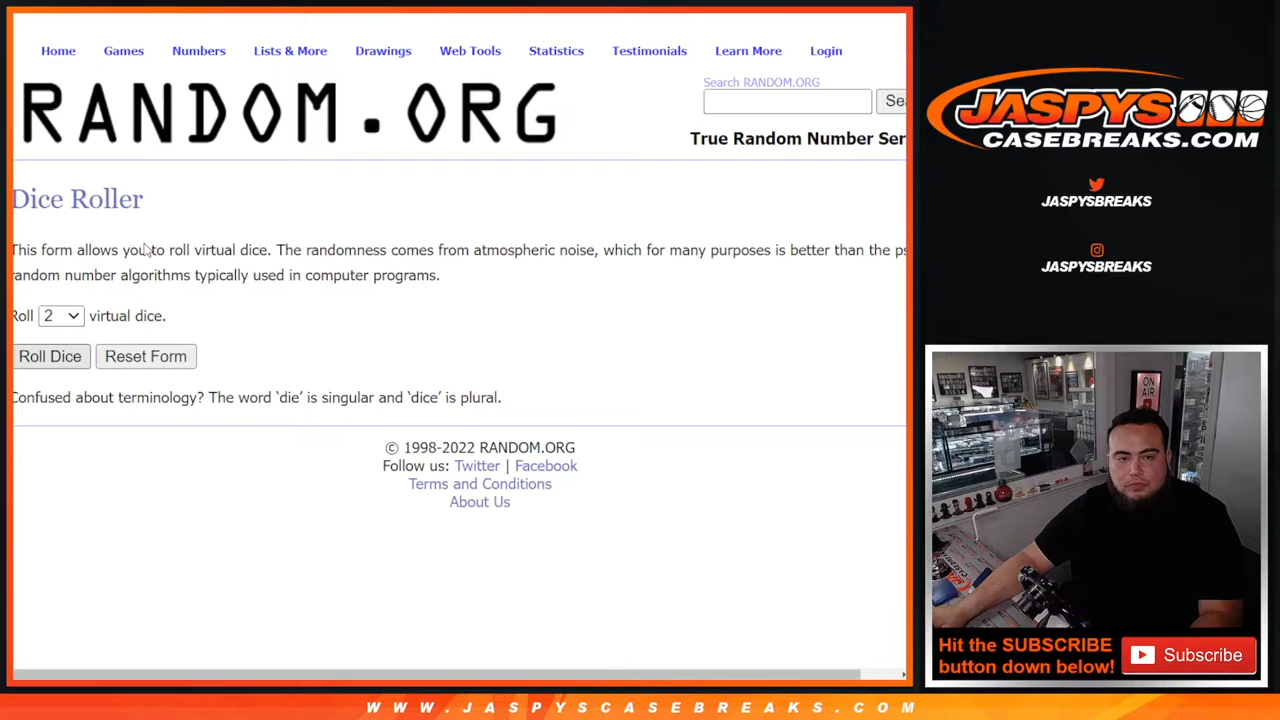 Home Games Numbers Lists & More Drawings Web Tools Statistics Testimonials Learn More Login
RANDOM.ORG
Search RANDOM.ORG
Sea
True Random Number Ser
Dice Roller
This form allows you to roll virtual dice. The randomness comes from atmospheric noise, which for many purposes is better than the ps
random number algorithms typically used in computer programs.
Roll 2 virtual dice.
Roll Dice Reset Form
Confused about terminology? The word ‘die’ is singular and ‘dice’ is plural.
© 1998-2022 RANDOM.ORG
Follow us: Twitter | Facebook
Terms and Conditions
About Us
JASPYS
CASEBREAKS.COM
JASPYSBREAKS
JASPYSBREAKS
ON
AIR
Hit the SUBSCRIBE
button down below!
Subscribe
WWW.JASPYSCASEBREAKS.COM